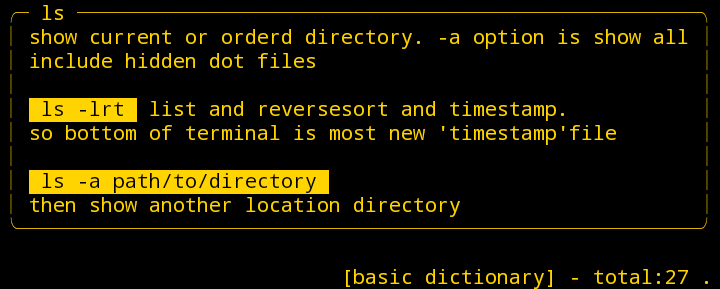 ls
show current or orderd directory. -a option is show all
include hidden dot files
ls -lrt list and reversesort and timestamp.
so bottom of terminal is most new 'timestamp'file
ls -a path/to/directory
then show another location directory
[basic dictionary] - total:27 .